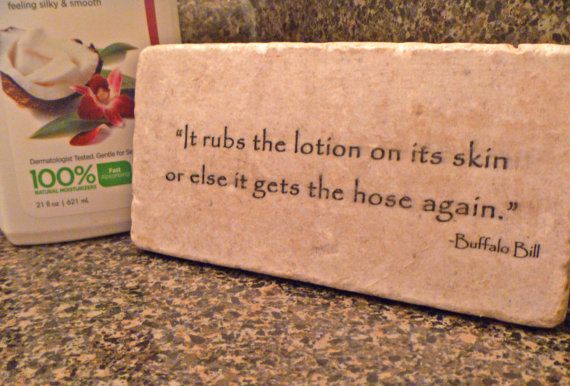 feeling silky & smooth
Dermatologist Tested, Gentle for
100%
NATURAL MOISTURIZERS
Fast
Absorbing
21 fl oz | 621 mL
“It rubs the lotion on its skin
or else it gets the hose again.”
-Buffalo Bill